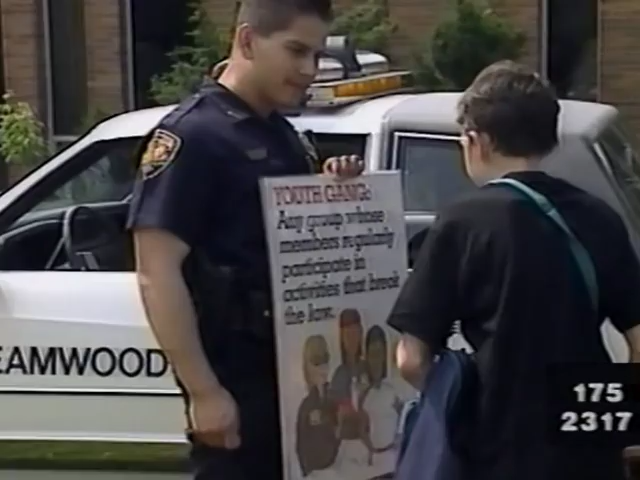 YOUTH GANG:
Any group whose
members regularly
participate in
activities that break
the law.
EAMWOOD
175
2317